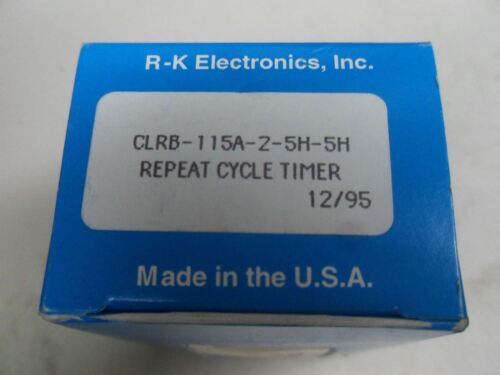 R-K Electronics, Inc.
CLRB-115A-2-5H-5H
REPEAT CYCLE TIMER
12/95
Made in the U.S.A.